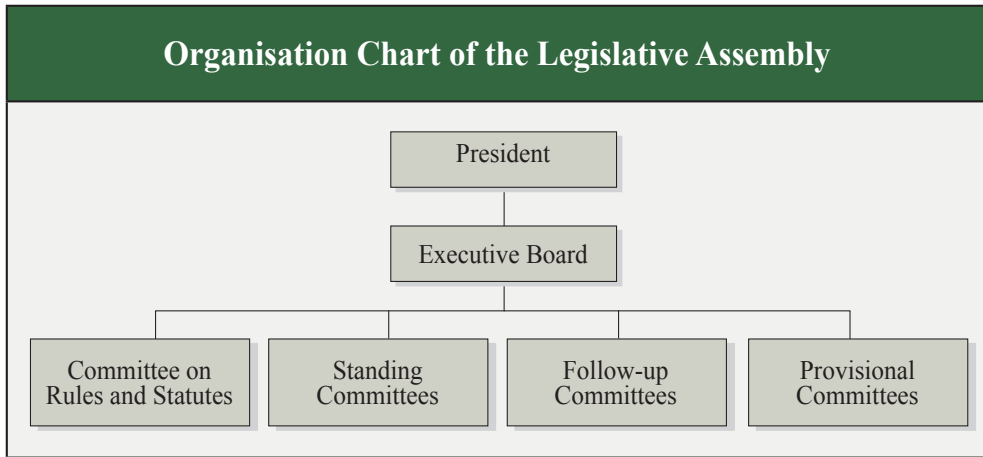 Organisation Chart of the Legislative Assembly
President
Executive Board
Committee on
Rules and Statutes
Standing
Committees
Follow-up
Committees
Provisional
Committees